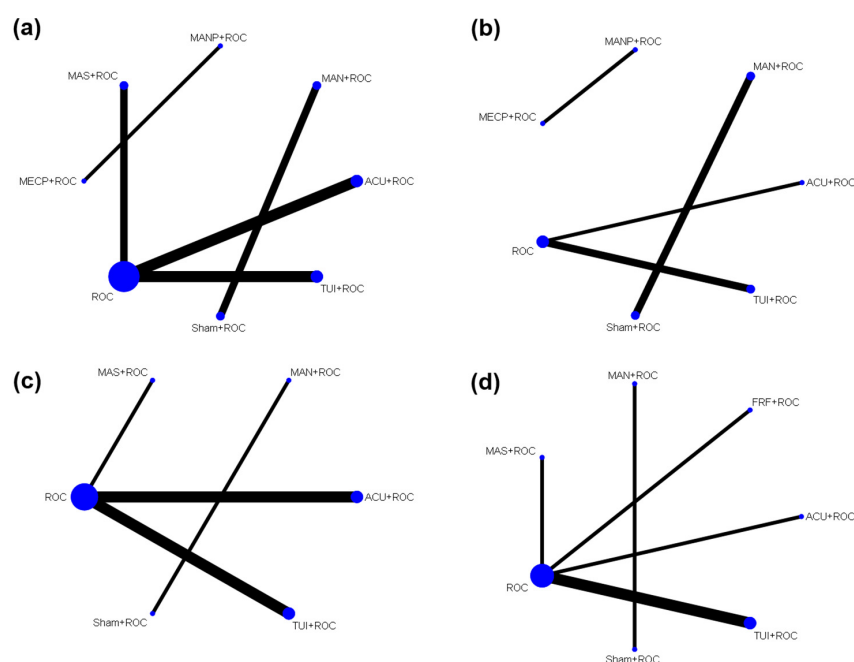 (a)
MANP+ROC
MAS+ROC
MAN+ROC
MECP+ROC
ACU+ROC
ROC
TUI+ROC
Sham+ROC
(b)
MANP+ROC
MAN+ROC
MECP+ROC
ACU+ROC
ROC
TUI+ROC
Sham+ROC
(c)
MAS+ROC
MAN+ROC
ROC
ACU+ROC
Sham+ROC
TUI+ROC
(d)
MAN+ROC
FRF+ROC
MAS+ROC
ACU+ROC
ROC
TUI+ROC
Sham+ROC